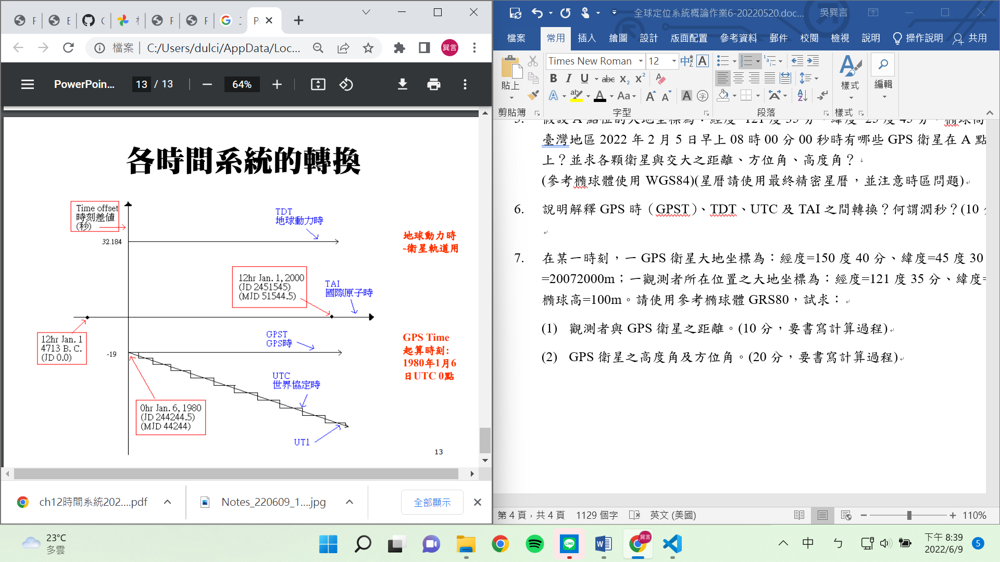 檔案
C:/Users/dulci/AppData/Loc...
巽言
PowerPoin...
13 / 13
64%
各時間系統的轉換
Time offset
時刻差値
(秒)
32.184
TDT
地球動力時
地球動力時
-衛星軌道用
12hr Jan. 1, 2000
(JD 2451545)
(MJD 51544.5)
TAI
國際原子時
12hr Jan. 1
4713 B. C.
(JD 0.0)
GPST
GPS時
-19
GPS Time
起算時刻:
1980年1月6
日UTC 0點
UTC
世界協定時
0hr Jan. 6, 1980
(JD 244244.5)
(MJD 44244)
UT1
13
ch12時間系統202....pdf
Notes_220609_1....jpg
全部顯示
全球定位系統概論作業6-20220520.doc...
吳巽言
檔案 常用 插入 繪圖 設計 版面配置 參考資料 郵件 校閱 檢視 說明 操作說明 共用
貼上
Times New Roman 12
樣式
編輯
剪貼簿 字型 段落 樣式
臺灣地區 2022 年 2 月 5 日早上 08 時 00 分 00 秒時有哪些 GPS 衛星在 A 點
上？並求各顆衛星與交大之距離、方位角、高度角？
(參考橢球體使用 WGS84)(星曆請使用最終精密星曆，並注意時區問題)
6. 說明解釋 GPS 時（GPST）、TDT、UTC 及 TAI 之間轉換？何謂潤秒？(10
7. 在某一時刻，一 GPS 衛星大地坐標為：經度=150 度 40 分、緯度=45 度 30
=20072000m；一觀測者所在位置之大地坐標為：經度=121 度 35 分、緯度=
橢球高=100m。請使用參考橢球體 GRS80，試求：
(1) 觀測者與 GPS 衛星之距離。(10 分，要書寫計算過程)
(2) GPS 衛星之高度角及方位角。(20 分，要書寫計算過程)
第 4 頁，共 4 頁 1129 個字 英文 (美國) 110%
23°C
多雲
LINE
中
ㄅ
下午 8:39
2022/6/9
5